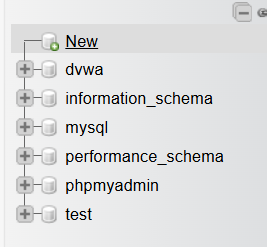 New
dvwa
information_schema
mysql
performance_schema
phpmyadmin
test